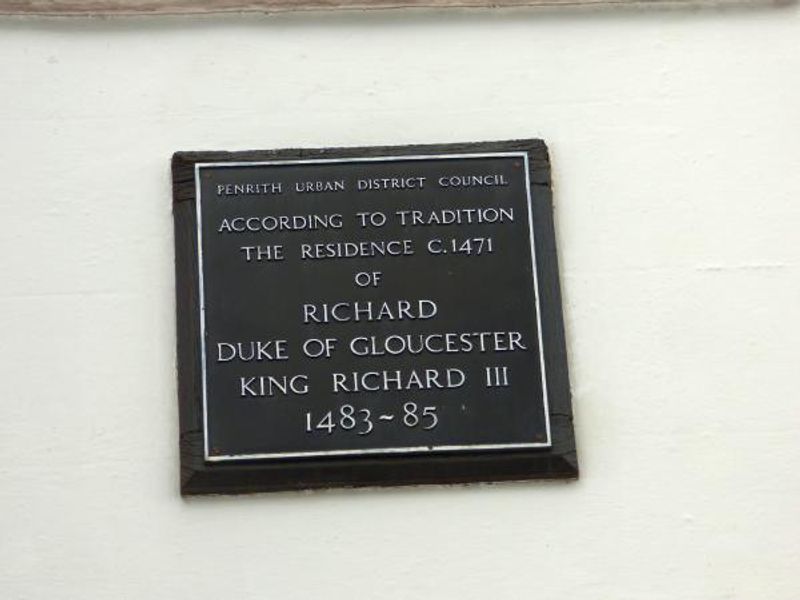 PENRITH URBAN DISTRICT COUNCIL
ACCORDING TO TRADITION
THE RESIDENCE C.1471
OF
RICHARD
DUKE OF GLOUCESTER
KING RICHARD III
1483~85